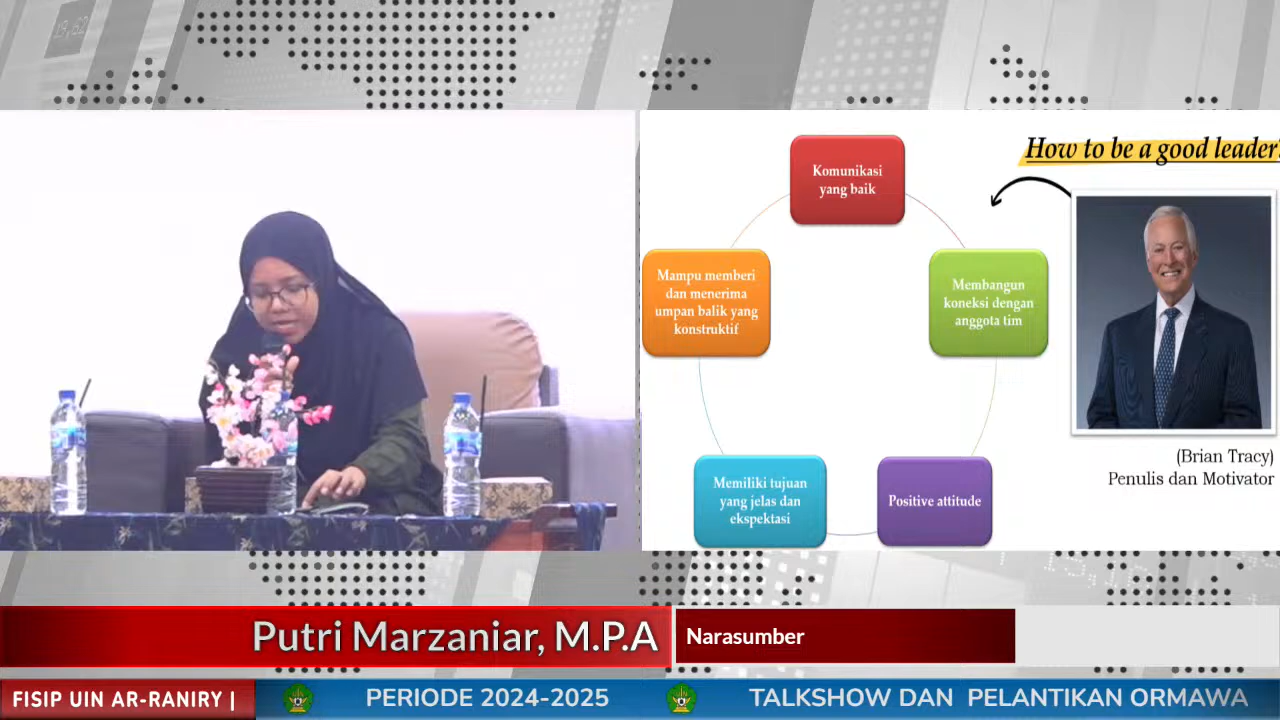 How to be a good leader?
Komunikasi
yang baik
Mampu memberi
dan menerima
umpan balik yang
konstruktif
Membangun
koneksi dengan
anggota tim
Memiliki tujuan
yang jelas dan
ekspektasi
Positive attitude
(Brian Tracy)
Penulis dan Motivator
Putri Marzaniar, M.P.A
Narasumber
FISIP UIN AR-RANIRY |
PERIODE 2024-2025
TALKSHOW DAN PELANTIKAN ORMAWA